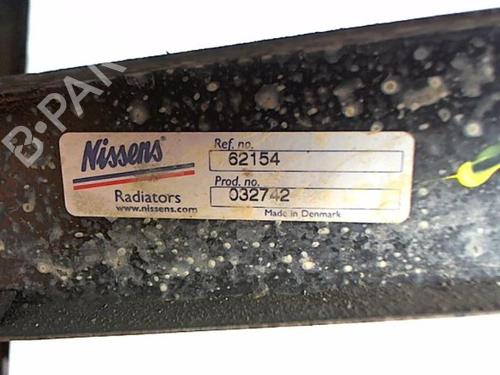 B-PAR
Nissens®
Radiators
www.nissens.com
Ref. no.
62154
Prod. no.
032742
Made in Denmark